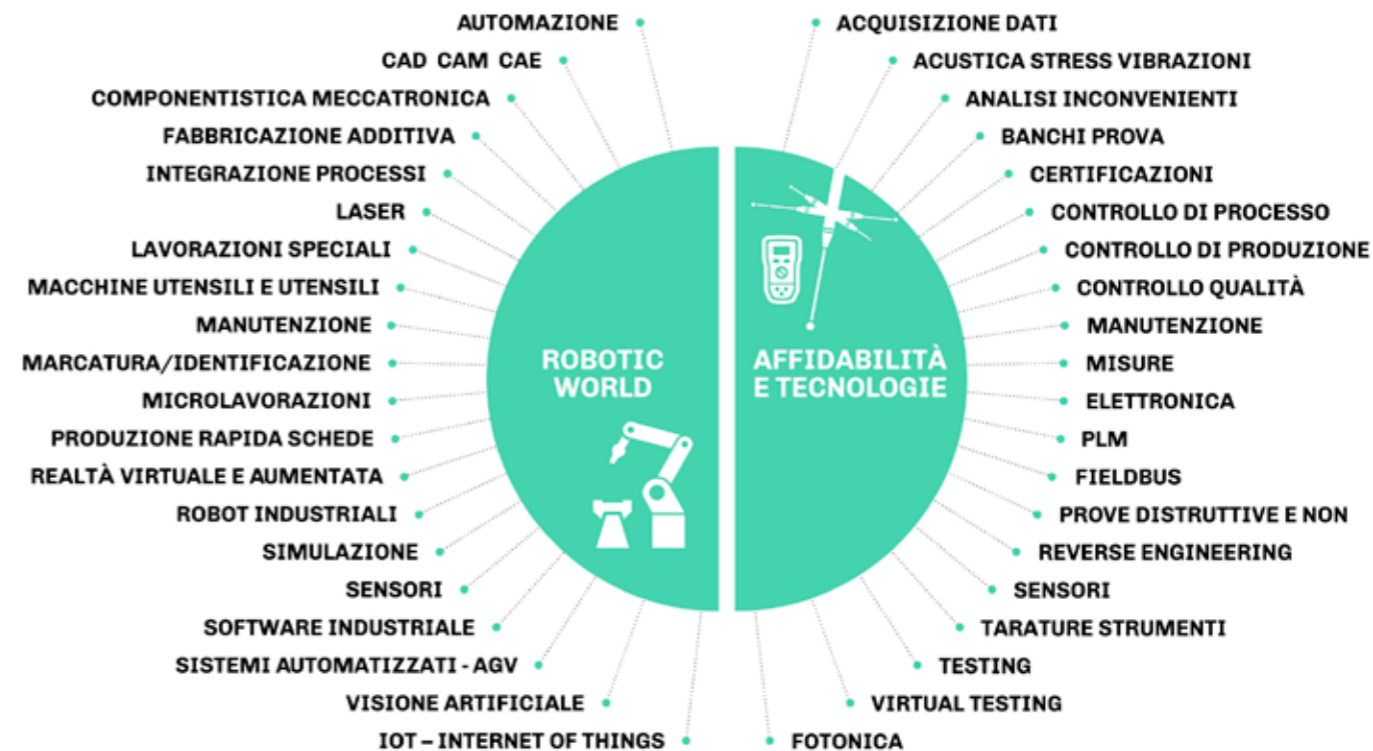 AUTOMAZIONE
CAD CAM CAE
COMPONENTISTICA MECCATRONICA
FABBRICAZIONE ADDITIVA
INTEGRAZIONE PROCESSI
LASER
LAVORAZIONI SPECIALI
MACCHINE UTENSILI E UTENSILI
MANUTENZIONE
MARCATURA/IDENTIFICAZIONE
MICROLAVORAZIONI
PRODUZIONE RAPIDA SCHEDE
REALTÀ VIRTUALE E AUMENTATA
ROBOT INDUSTRIALI
SIMULAZIONE
SENSORI
SOFTWARE INDUSTRIALE
SISTEMI AUTOMATIZZATI - AGV
VISIONE ARTIFICIALE
IOT – INTERNET OF THINGS
ROBOTIC
WORLD
AFFIDABILITÀ
E TECNOLOGIE
ACQUISIZIONE DATI
ACUSTICA STRESS VIBRAZIONI
ANALISI INCONVENIENTI
BANCHI PROVA
CERTIFICAZIONI
CONTROLLO DI PROCESSO
CONTROLLO DI PRODUZIONE
CONTROLLO QUALITÀ
MANUTENZIONE
MISURE
ELETTRONICA
PLM
FIELDBUS
PROVE DISTRUTTIVE E NON
REVERSE ENGINEERING
SENSORI
TARATURE STRUMENTI
TESTING
VIRTUAL TESTING
FOTONICA